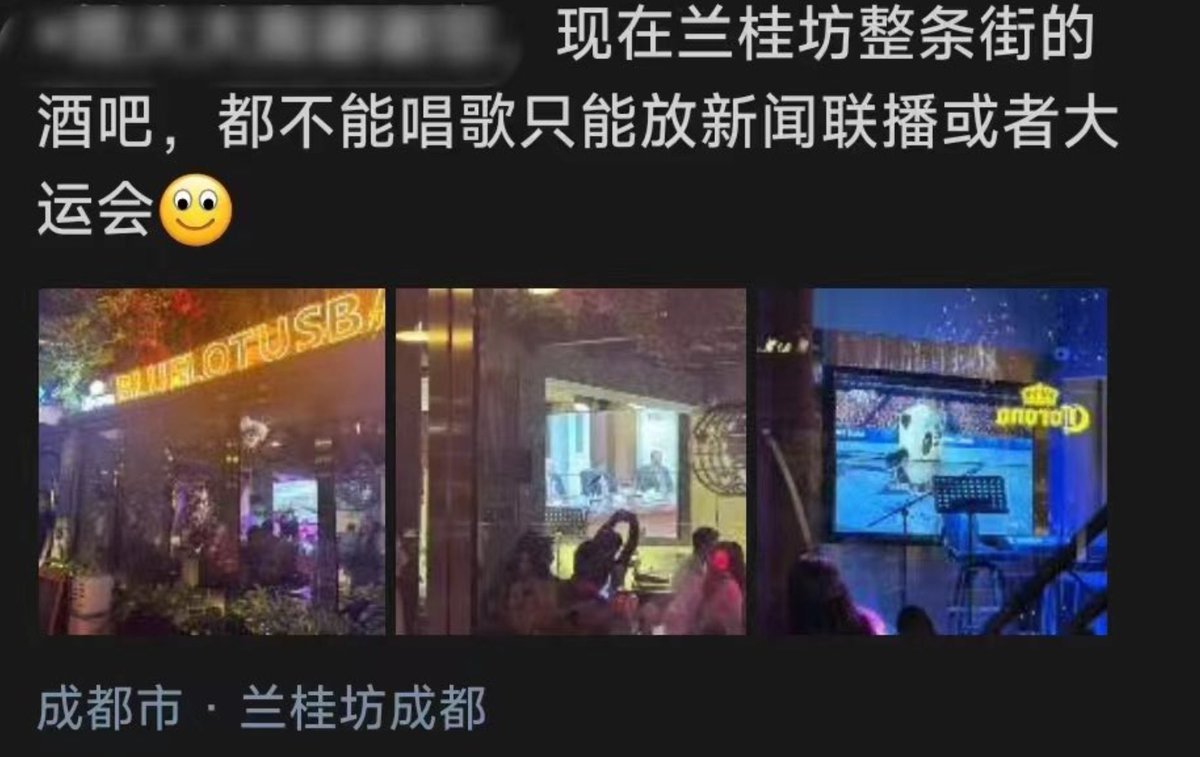 现在兰桂坊整条街的
酒吧，都不能唱歌只能放新闻联播或者大
运会🙂
BLUELOTUSBA
Corona
成都市 · 兰桂坊成都